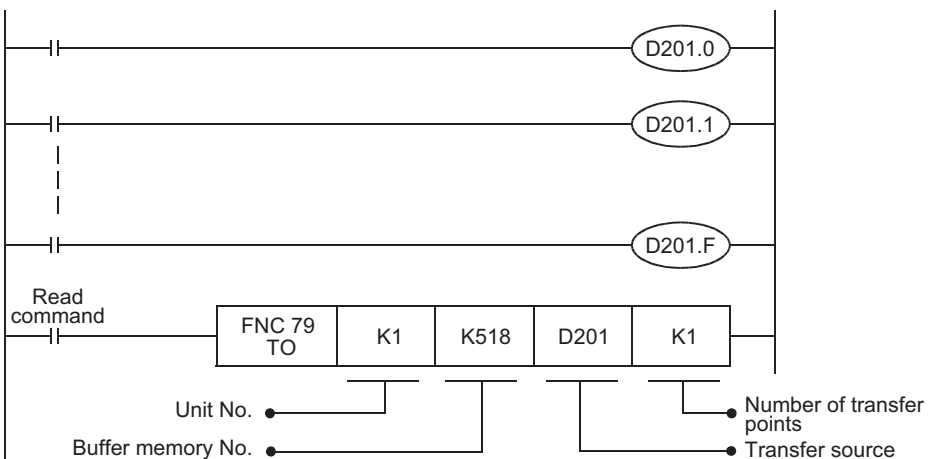 D201.0
D201.1
D201.F
Read
command
FNC 79
TO
K1
K518
D201
K1
Unit No.
Number of transfer
points
Buffer memory No.
Transfer source